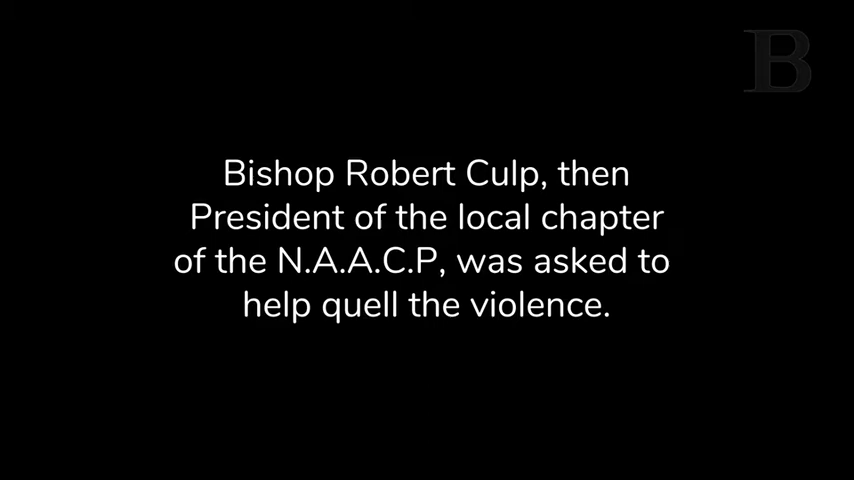 B
Bishop Robert Culp, then
President of the local chapter
of the N.A.A.C.P, was asked to
help quell the violence.